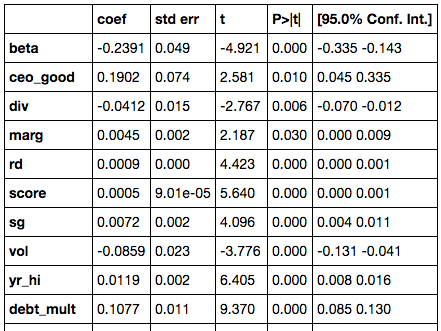 coef std err t P>|t| [95.0% Conf. Int.]
beta -0.2391 0.049 -4.921 0.000 -0.335 -0.143
ceo_good 0.1902 0.074 2.581 0.010 0.045 0.335
div -0.0412 0.015 -2.767 0.006 -0.070 -0.012
marg 0.0045 0.002 2.187 0.030 0.000 0.009
rd 0.0009 0.000 4.423 0.000 0.000 0.001
score 0.0005 9.01e-05 5.640 0.000 0.000 0.001
sg 0.0072 0.002 4.096 0.000 0.004 0.011
vol -0.0859 0.023 -3.776 0.000 -0.131 -0.041
yr_hi 0.0119 0.002 6.405 0.000 0.008 0.016
debt_mult 0.1077 0.011 9.370 0.000 0.085 0.130